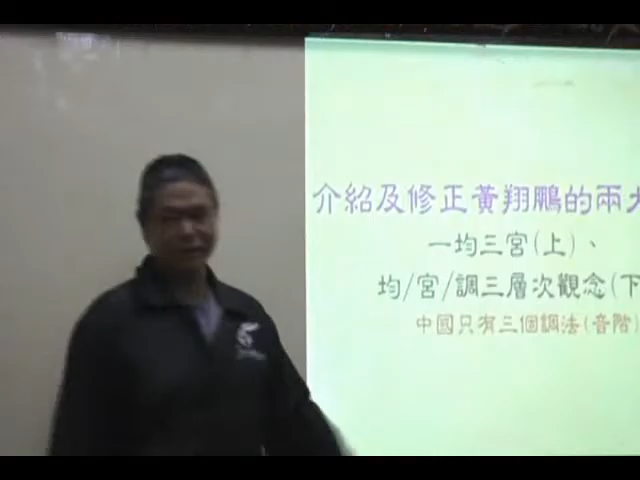 介紹及修正黃翔鵬的兩大
一均三宮(上)、
均/宮/調三層次觀念(下
中國只有三個調法(音階)